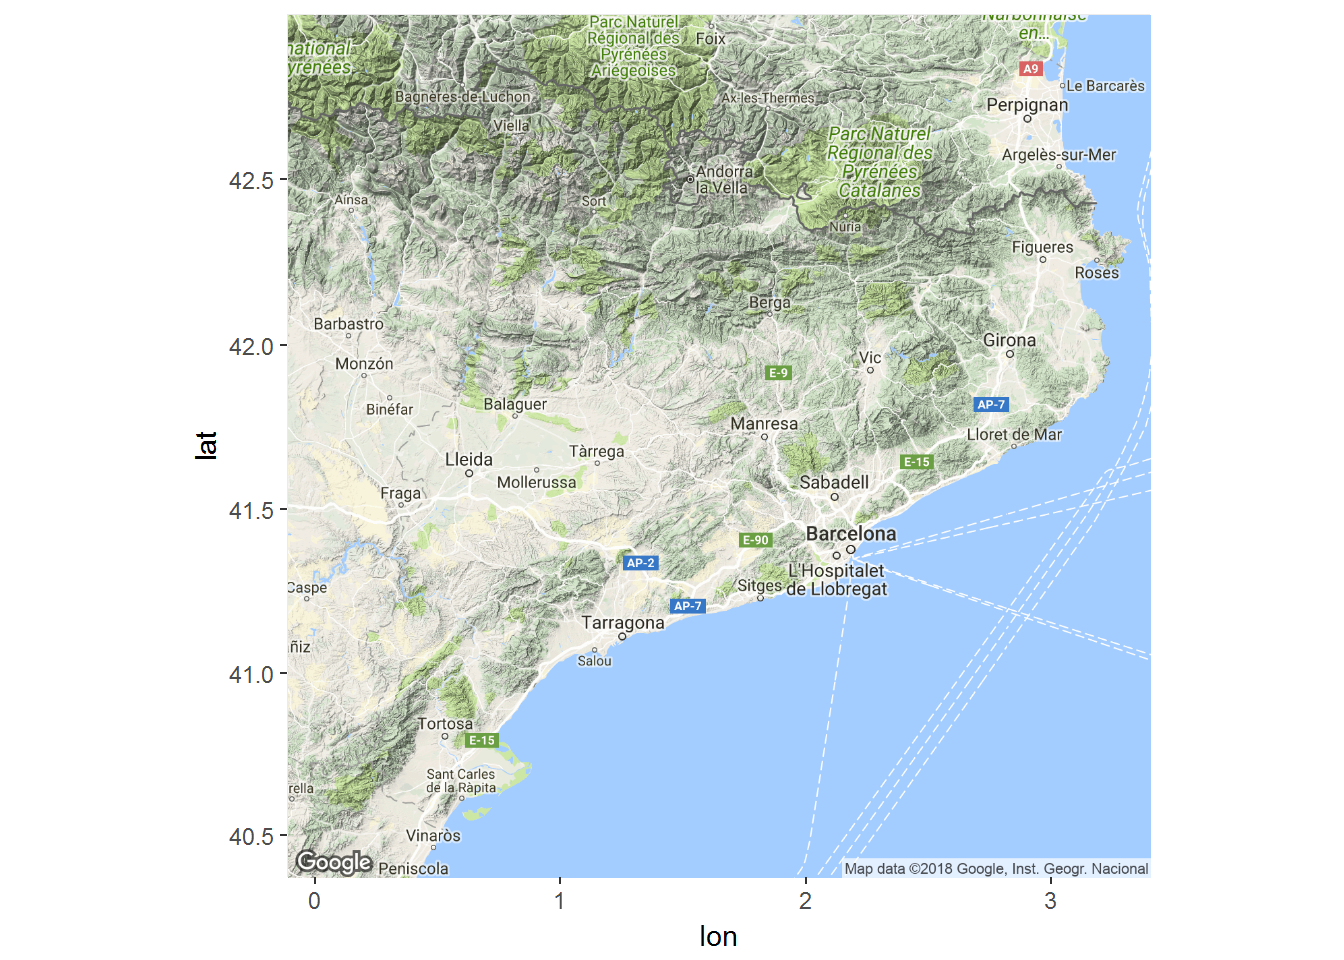 Parc Naturel
Régional des
Pyrénées
Ariégeoises
Foix
Narbonnaise
en...
national
Pyrénées
A9
Le Barcarès
Bagnères-de-Luchon
Ax-les-Thermes
Perpignan
Viella
Parc Naturel
Régional des
Pyrénées
Catalanes
Argelès-sur-Mer
42.5
Andorra
la Vella
Aínsa
Sort
Núria
Figueres
Roses
Berga
Barbastro
42.0
Girona
Monzón
Vic
E-9
Binéfar
Balaguer
AP-7
Manresa
Lloret de Mar
lat
Lleida
Tàrrega
E-15
Mollerussa
Sabadell
Fraga
41.5
Barcelona
E-90
AP-2
L'Hospitalet
de Llobregat
Caspe
Sitges
AP-7
Tarragona
ñiz
Salou
41.0
Tortosa
E-15
Sant Carles
de la Ràpita
rella
40.5
Vinaròs
Peniscola
Google
Map data ©2018 Google, Inst. Geogr. Nacional
0 1 2 3
lon